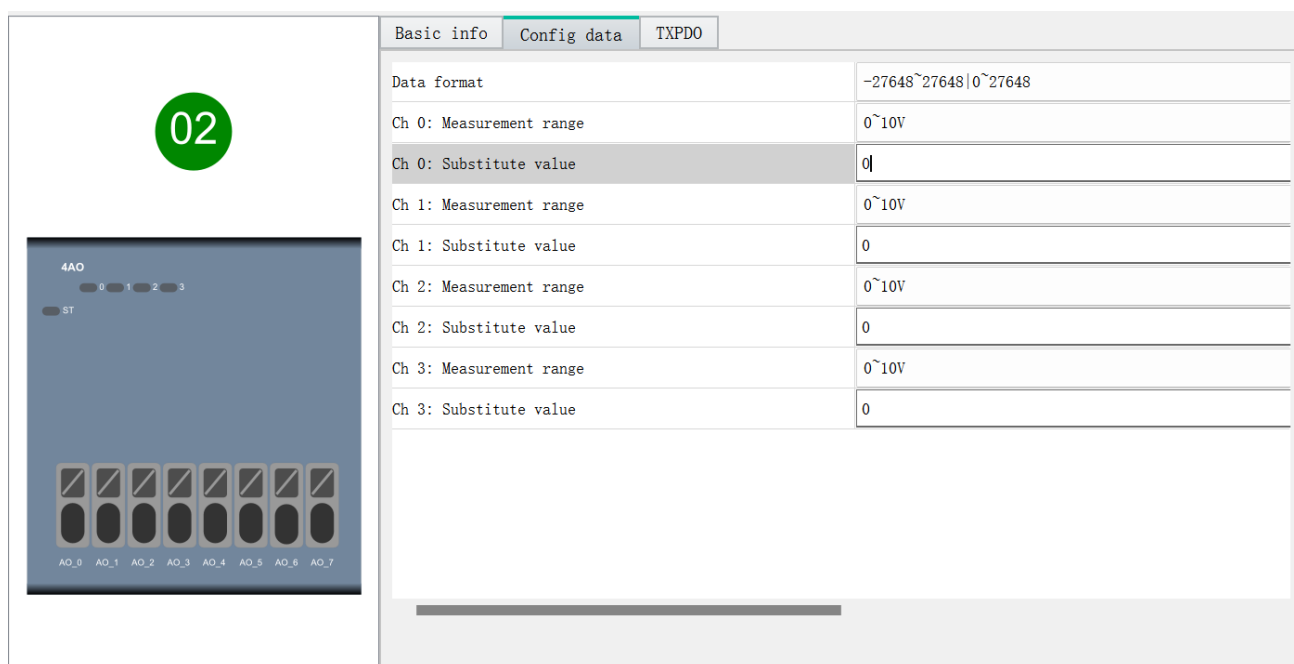 Basic info Config data TXPDO
02
Data format -27648~27648|0~27648
Ch 0: Measurement range 0~10V
Ch 0: Substitute value 0
Ch 1: Measurement range 0~10V
Ch 1: Substitute value 0
Ch 2: Measurement range 0~10V
Ch 2: Substitute value 0
Ch 3: Measurement range 0~10V
Ch 3: Substitute value 0
4AO
0 1 2 3
ST
AO_0 AO_1 AO_2 AO_3 AO_4 AO_5 AO_6 AO_7